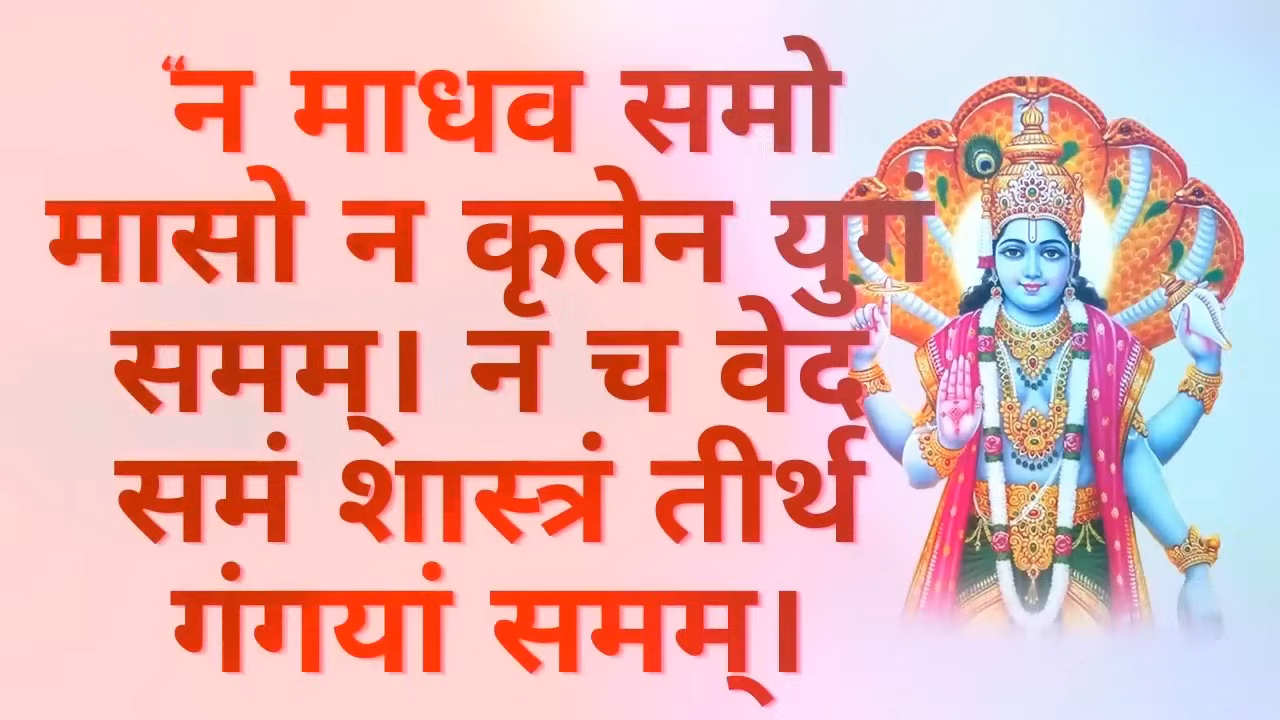 “न माधव समो
मासो न कृतेन युगं
समम्। न च वेद
समं शास्त्रं तीर्थ
गंगयां समम्।